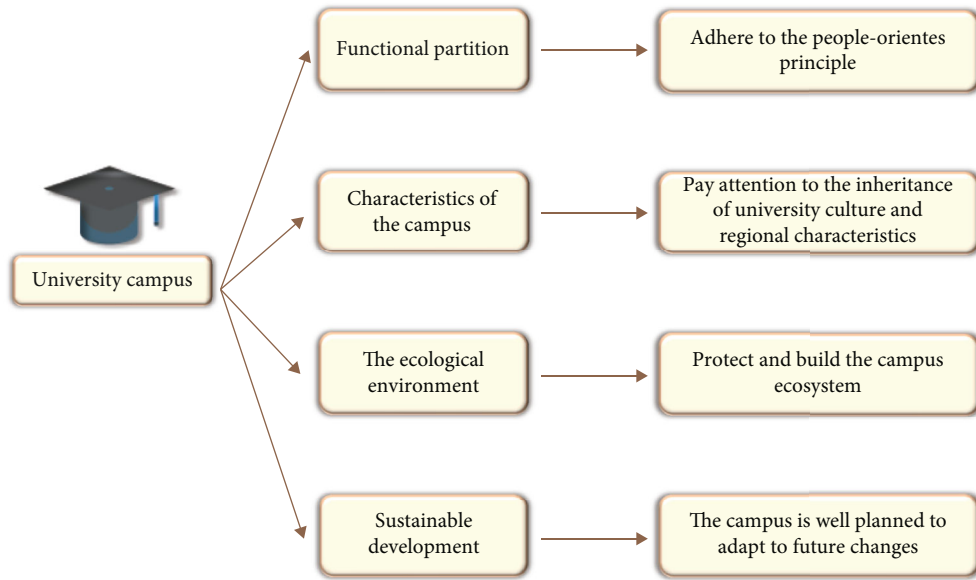 Functional partition
Adhere to the people-orientes
principle
Characteristics of
the campus
Pay attention to the inheritance
of university culture and
regional characteristics
University campus
The ecological
environment
Protect and build the campus
ecosystem
Sustainable
development
The campus is well planned to
adapt to future changes